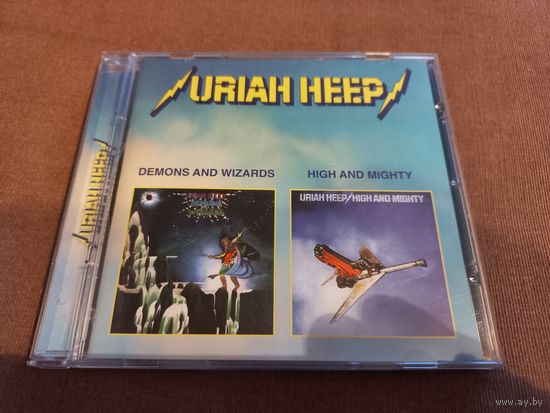 URIAH HEEP
DEMONS AND WIZARDS
HIGH AND MIGHTY
URIAH HEEP/HIGH AND MIGHTY
URIAH HEEP
www.ay.by